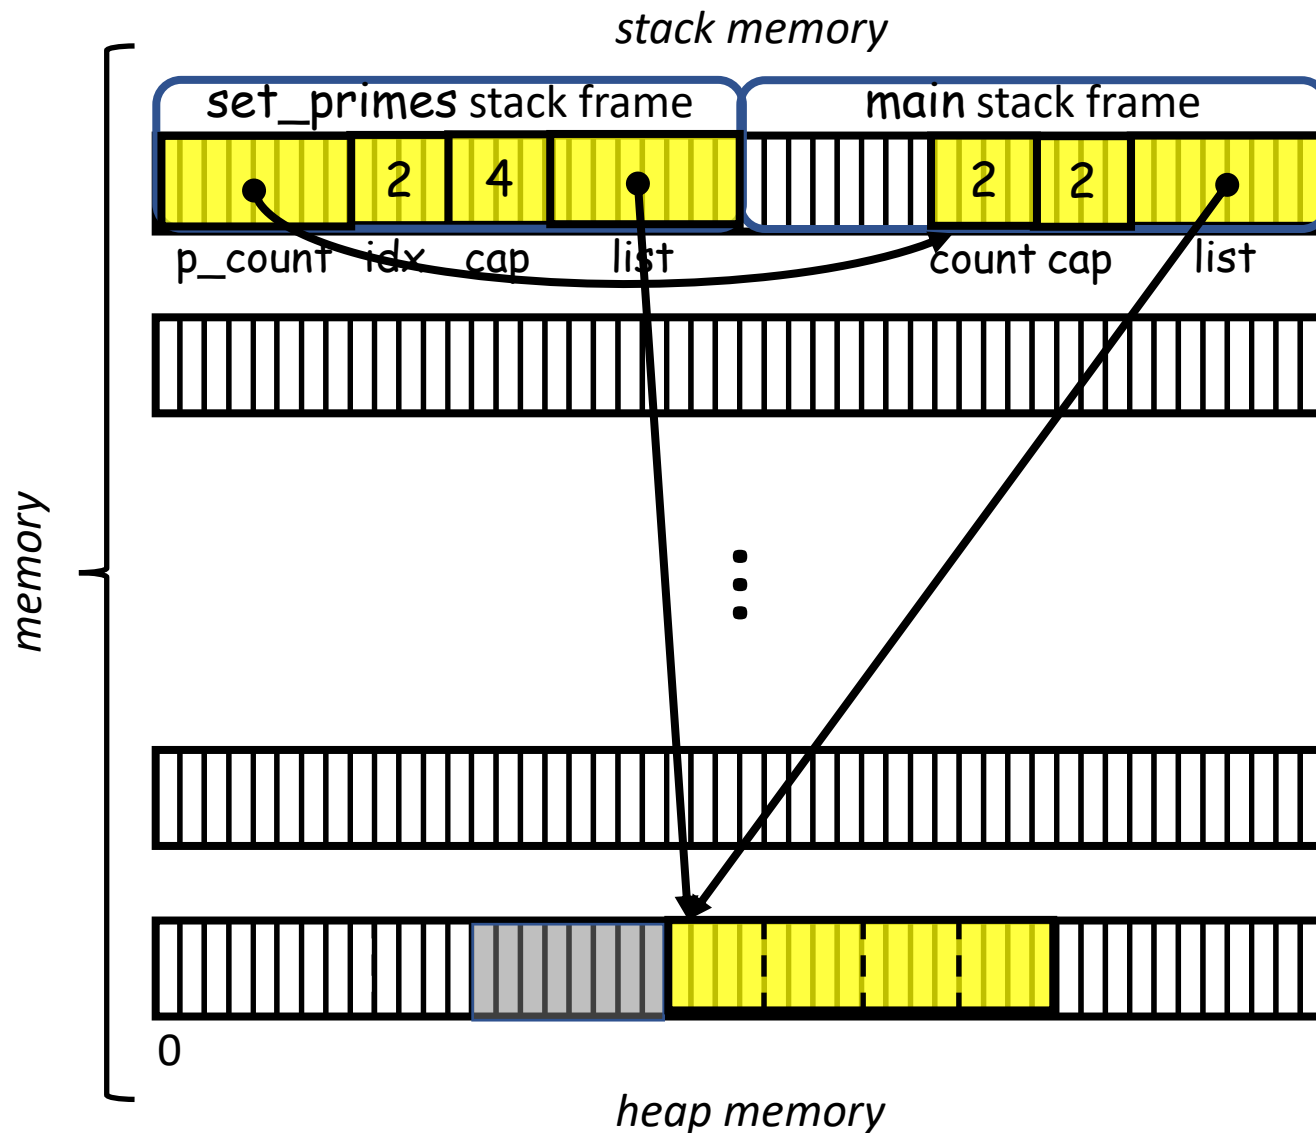 stack memory
set_primes stack frame main stack frame
2 4 2 2
p_count idx cap list count cap list
memory
0
heap memory